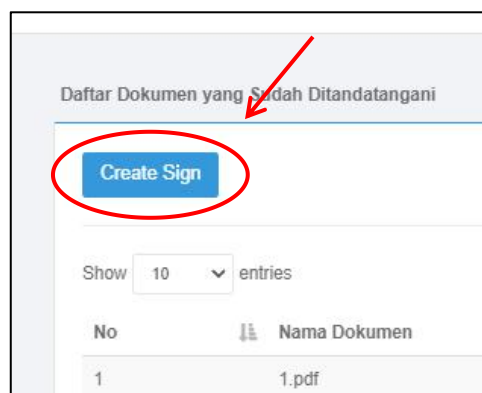 Daftar Dokumen yang Sudah Ditandatangani
Create Sign
Show 10 entries
No Nama Dokumen
1 1.pdf